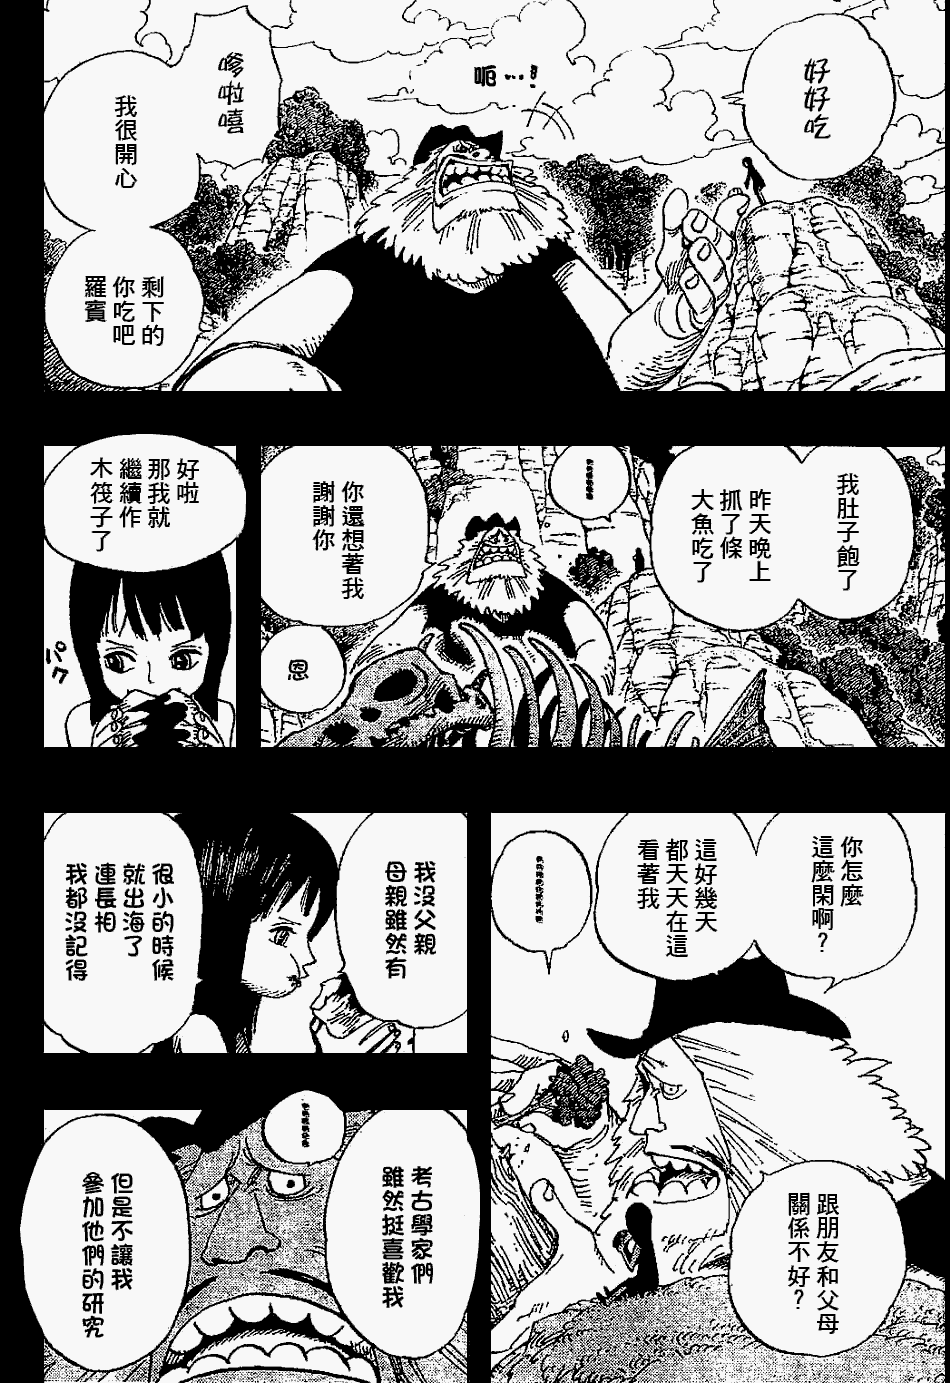 好好吃
呃…！
嗲啦嘻
我很開心
剩下的
你吃吧
羅賓
我肚子飽了
昨天晚上
抓了條
大魚吃了
………
你還想著我
謝謝你
恩
好啦
那我就
繼續作
木筏子了
パク
你怎麼
這麼閑啊？
這好幾天
都天天在這
看著我
…………
跟朋友和父母
關係不好？
我沒父親
母親雖然有
很小的時候
就出海了
連長相
我都沒記得
………
考古學家們
雖然挺喜歡我
但是不讓我
參加他們的研究